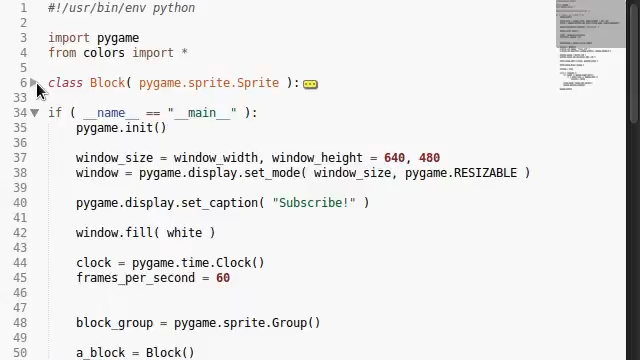 1 #!/usr/bin/env python
2
3 import pygame
4 from colors import *
5
6 class Block( pygame.sprite.Sprite ):
33
34 if ( __name__ == "__main__" ):
35 pygame.init()
36
37 window_size = window_width, window_height = 640, 480
38 window = pygame.display.set_mode( window_size, pygame.RESIZABLE )
39
40 pygame.display.set_caption( "Subscribe!" )
41
42 window.fill( white )
43
44 clock = pygame.time.Clock()
45 frames_per_second = 60
46
47
48 block_group = pygame.sprite.Group()
49
50 a_block = Block()